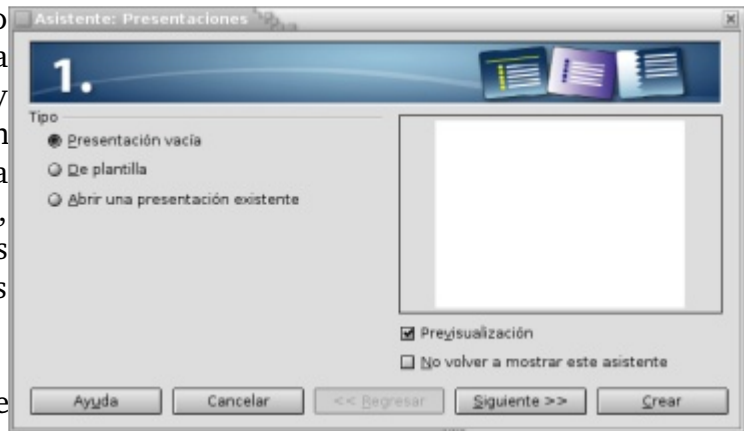 o
Asistente: Presentaciones
a
1.
y
Tipo
n
Presentación vacía
a
De plantilla
Abrir una presentación existente
,
s
s
Previsualización
No volver a mostrar este asistente
e
Ayuda Cancelar << Regresar Siguiente >> Crear